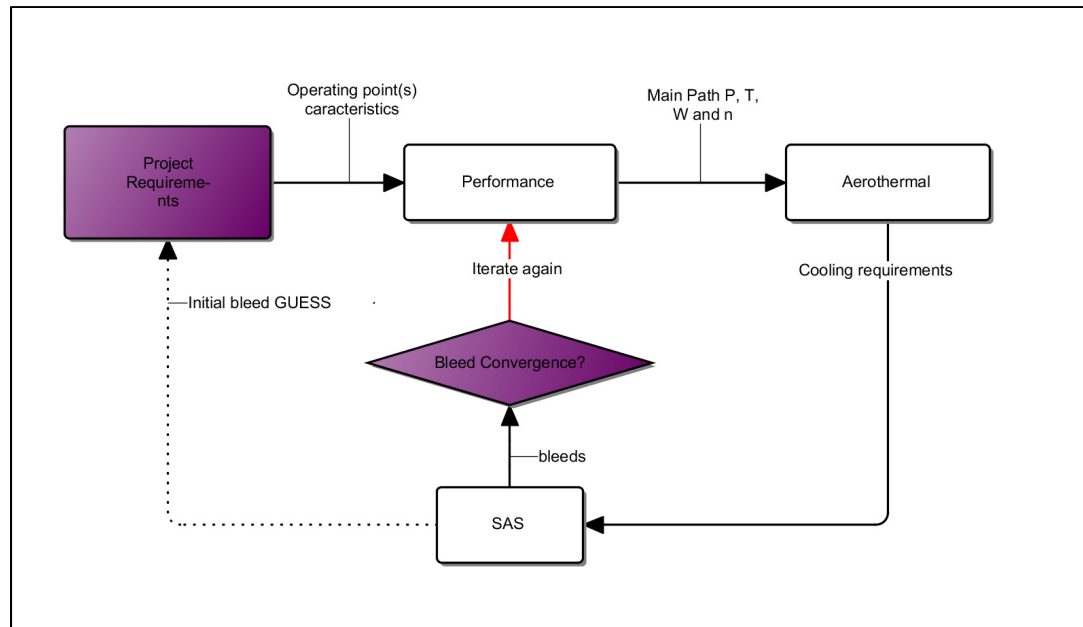 Operating point(s)
caracteristics
Main Path P, T,
W and n
Project
Requireme-
nts
Performance
Aerothermal
Iterate again
Cooling requirements
Initial bleed GUESS
Bleed Convergence?
bleeds
SAS